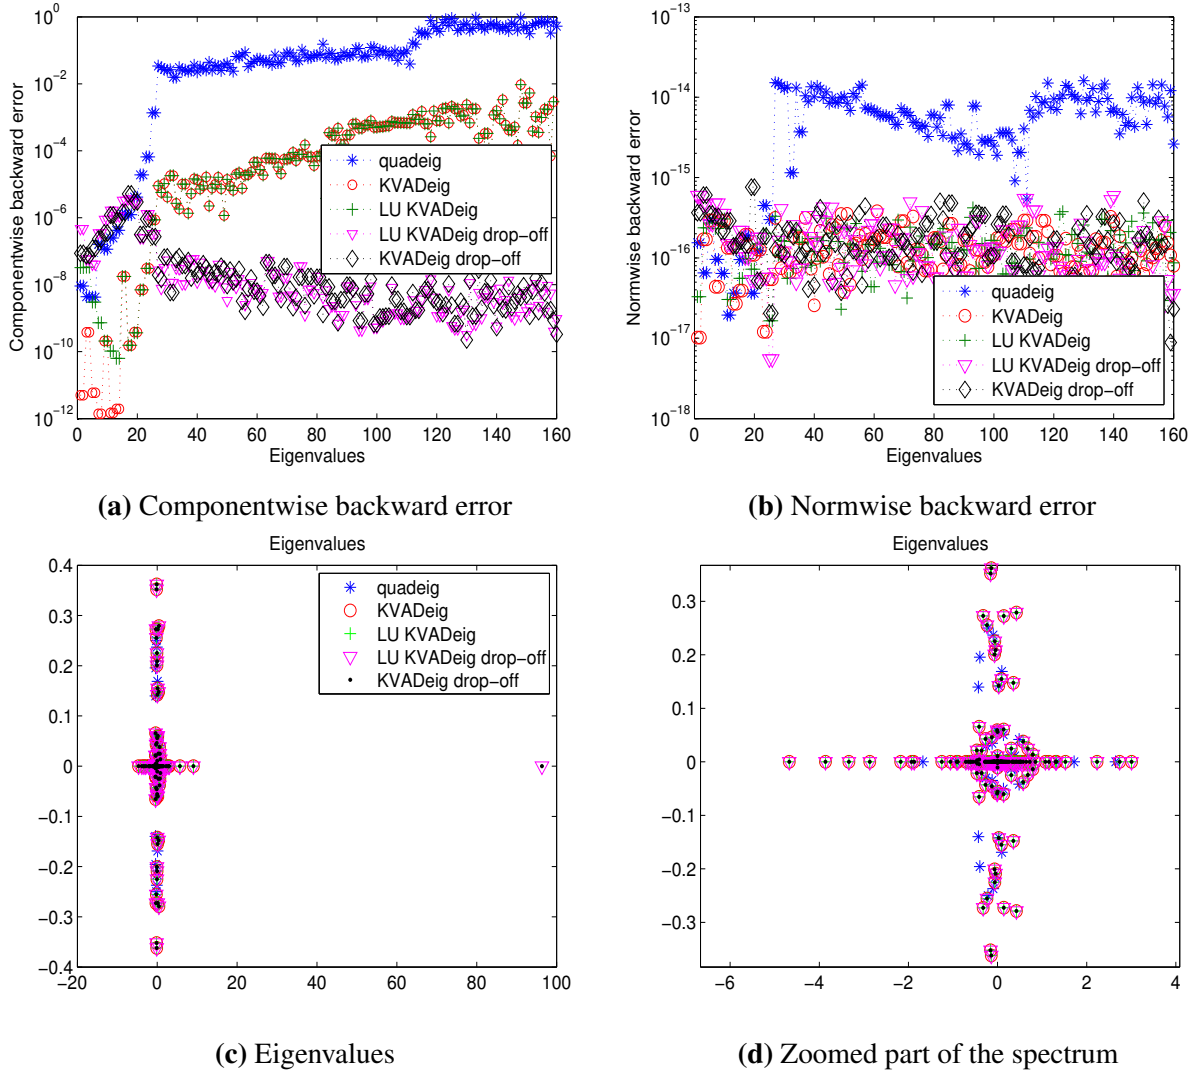 10^0
10^-2
10^-4
10^-6
10^-8
10^-10
10^-12
Componentwise backward error
0 20 40 60 80 100 120 140 160
Eigenvalues
quadeig
KVADeig
LU KVADeig
LU KVADeig drop-off
KVADeig drop-off
(a) Componentwise backward error
10^-13
10^-14
10^-15
10^-16
10^-17
10^-18
Normwise backward error
0 20 40 60 80 100 120 140 160
Eigenvalues
quadeig
KVADeig
LU KVADeig
LU KVADeig drop-off
KVADeig drop-off
(b) Normwise backward error
Eigenvalues
0.4
0.3
0.2
0.1
0
-0.1
-0.2
-0.3
-0.4
-20 0 20 40 60 80 100
quadeig
KVADeig
LU KVADeig
LU KVADeig drop-off
KVADeig drop-off
(c) Eigenvalues
Eigenvalues
0.3
0.2
0.1
0
-0.1
-0.2
-0.3
-6 -4 -2 0 2 4
(d) Zoomed part of the spectrum